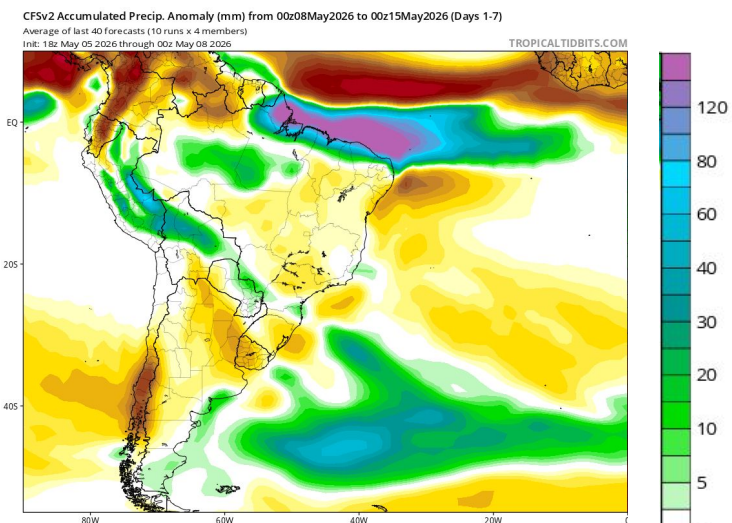 CFSv2 Accumulated Precip. Anomaly (mm) from 00z08May2026 to 00z15May2026 (Days 1-7)
Average of last 40 forecasts (10 runs x 4 members)
Init: 18z May 05 2026 through 00z May 08 2026
TROPICALTIDBITS.COM
EQ
20S
40S
80W
60W
40W
20W
120
80
60
40
30
20
10
5